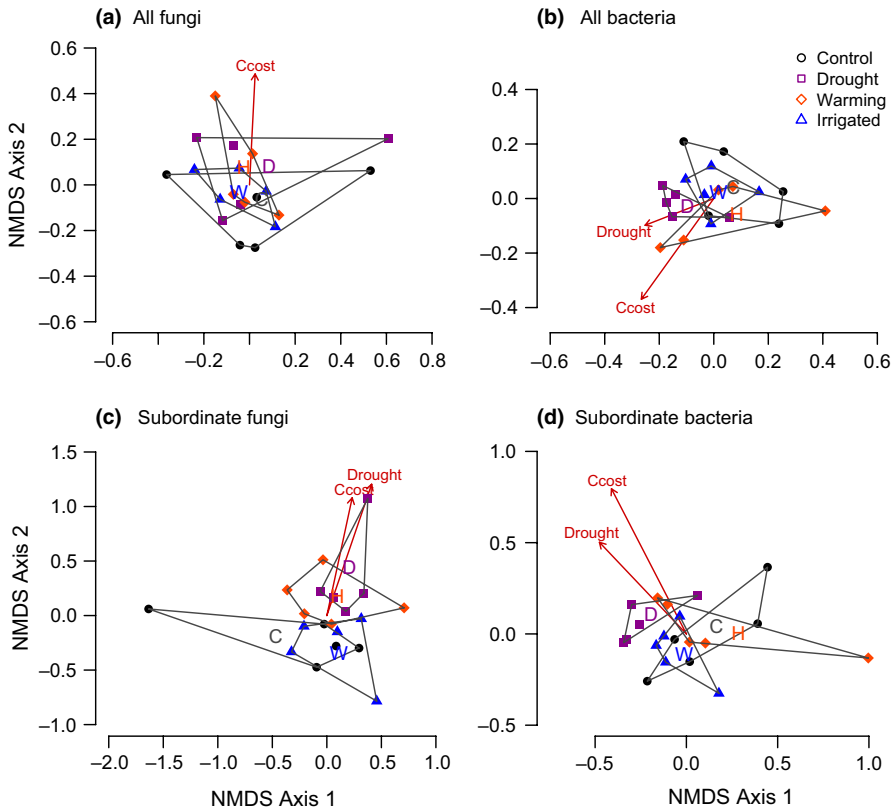 (a) All fungi
0.6
0.4
0.2
0.0
−0.2
−0.4
−0.6
NMDS Axis 2
Ccost
H
D
W
C
−0.6
−0.2
0.2
0.4
0.6
0.8
(b) All bacteria
Control
Drought
Warming
Irrigated
0.4
0.2
0.0
−0.2
−0.4
W
C
D
H
Drought
Ccost
−0.6
−0.4
−0.2
0.0
0.2
0.4
0.6
(c) Subordinate fungi
1.5
1.0
0.5
0.0
−0.5
−1.0
NMDS Axis 2
Drought
Ccost
D
H
C
W
−2.0
−1.5
−1.0
−0.5
0.0
0.5
1.0
NMDS Axis 1
(d) Subordinate bacteria
1.0
0.5
0.0
−0.5
Ccost
Drought
D
C
H
W
−0.5
0.0
0.5
1.0
NMDS Axis 1